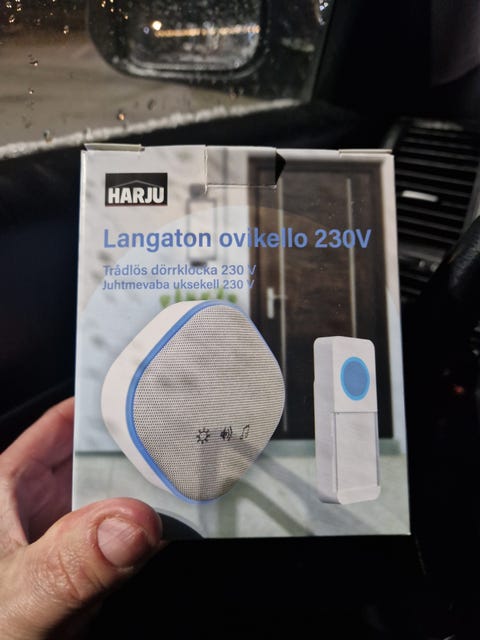 HARJU
Langaton ovikello 230V
Trådlös dörrklocka 230 V
Juhtmevaba uksekell 230 V